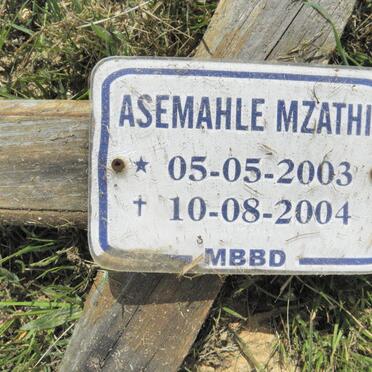 ASEMAHLE MZATHI
★ 05-05-2003
✝ 10-08-2004
MBBD